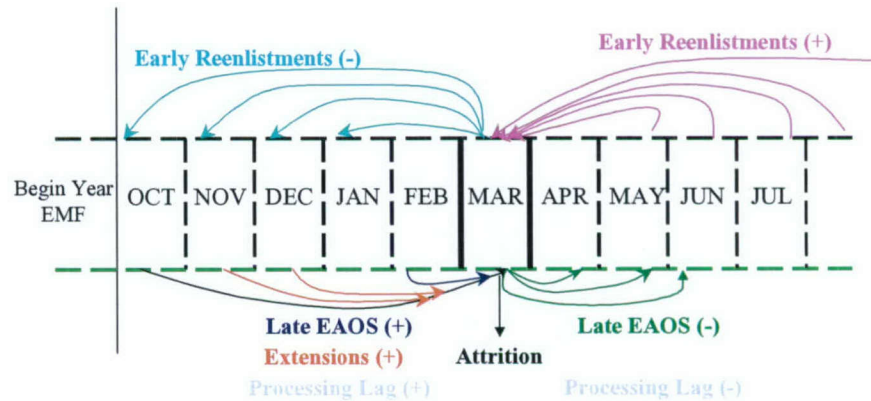 Early Reenlistments (-)
Early Reenlistments (+)
Begin Year
EMF
OCT
NOV
DEC
JAN
FEB
MAR
APR
MAY
JUN
JUL
Late EAOS (+)
Extensions (+)
Processing Lag (+)
Attrition
Late EAOS (-)
Processing Lag (-)